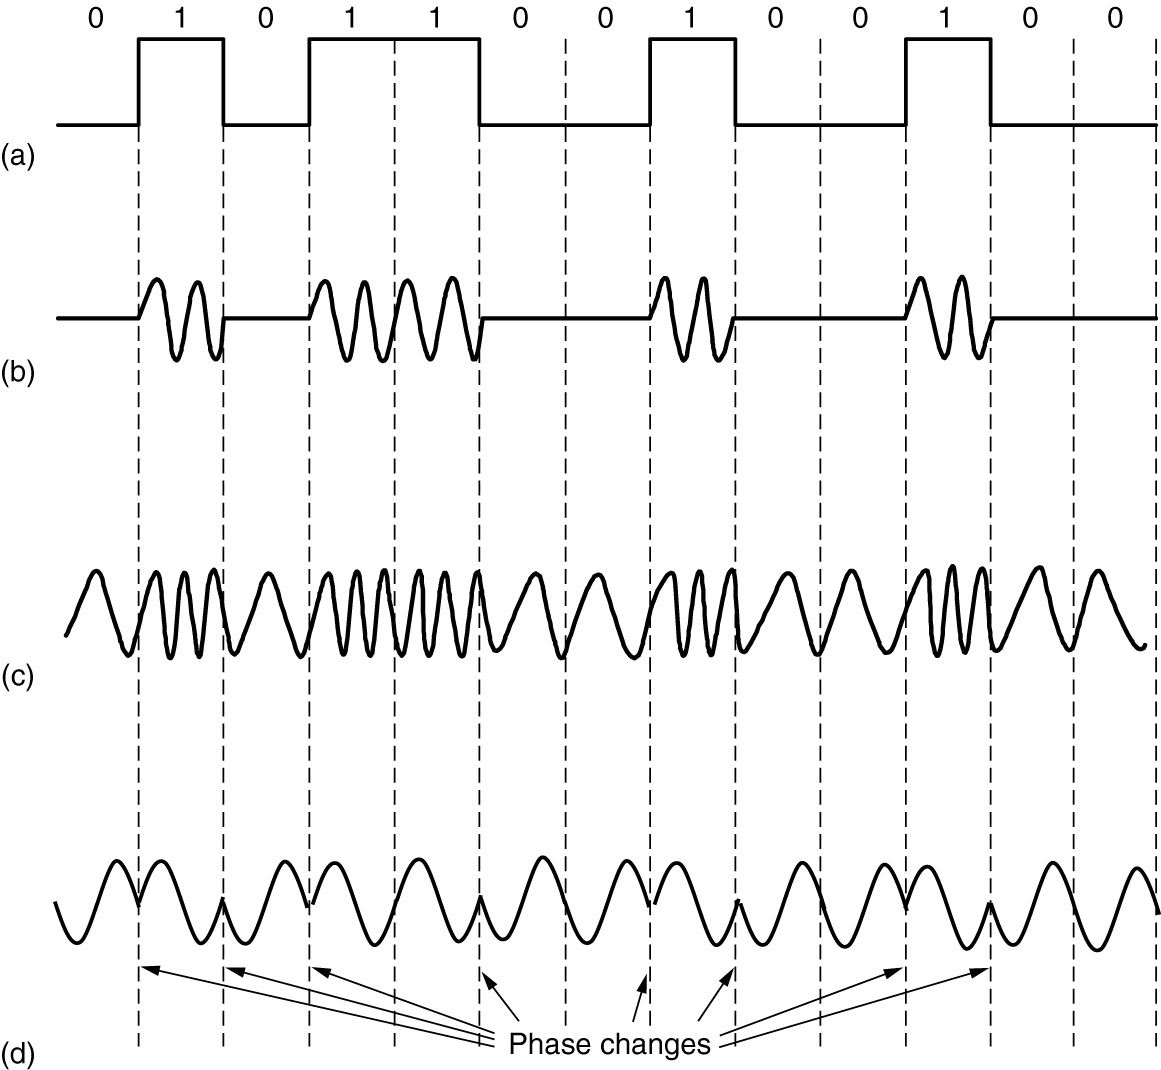 0 1 0 1 1 0 0 1 0 0 1 0 0
(a)
(b)
(c)
(d)
Phase changes